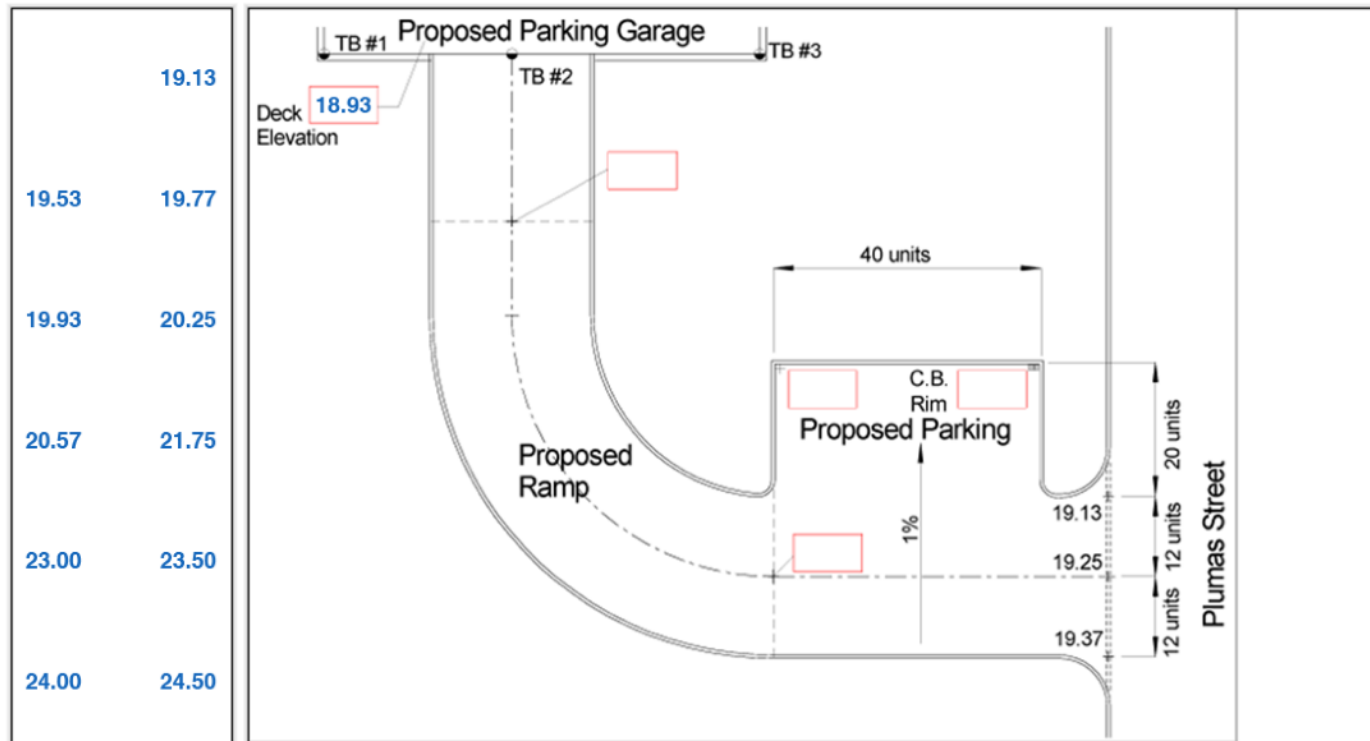 19.13
19.53 19.77
19.93 20.25
20.57 21.75
23.00 23.50
24.00 24.50
Proposed Parking Garage
TB #1
TB #2
TB #3
Deck
Elevation
18.93
40 units
C.B.
Rim
Proposed Parking
Proposed
Ramp
1%
20 units
12 units
12 units
19.13
19.25
19.37
Plumas Street